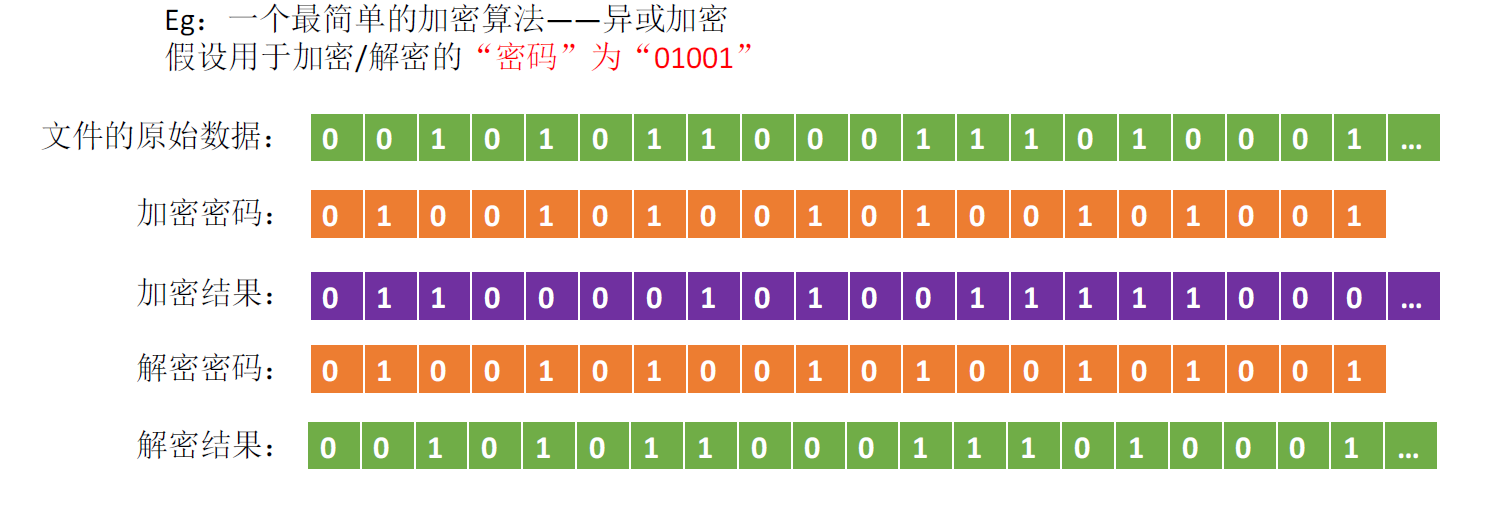 Eg：一个最简单的加密算法——异或加密
假设用于加密/解密的“密码”为“01001”
文件的原始数据： 0 0 1 0 1 0 1 1 0 0 0 1 1 1 0 1 0 0 0 1 …
加密密码： 0 1 0 0 1 0 1 0 0 1 0 1 0 0 1 0 1 0 0 1
加密结果： 0 1 1 0 0 0 0 1 0 1 0 0 1 1 1 1 1 0 0 0 …
解密密码： 0 1 0 0 1 0 1 0 0 1 0 1 0 0 1 0 1 0 0 1
解密结果： 0 0 1 0 1 0 1 1 0 0 0 1 1 1 0 1 0 0 0 1 …